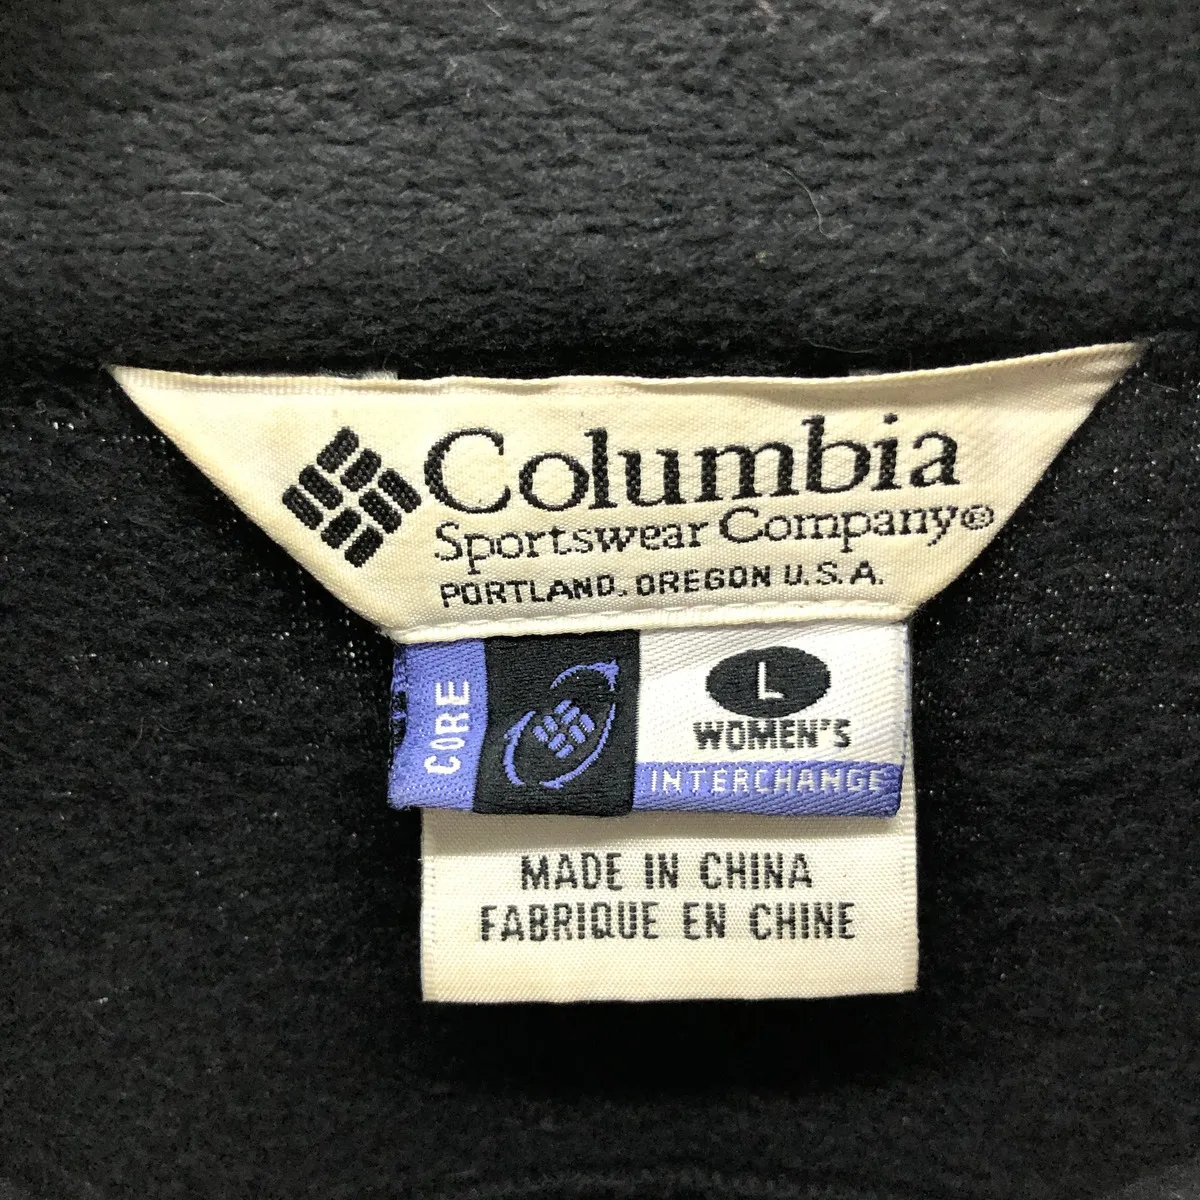 Columbia
Sportswear Company®
PORTLAND, OREGON U.S.A.
CORE
L
WOMEN'S
INTERCHANGE
MADE IN CHINA
FABRIQUE EN CHINE